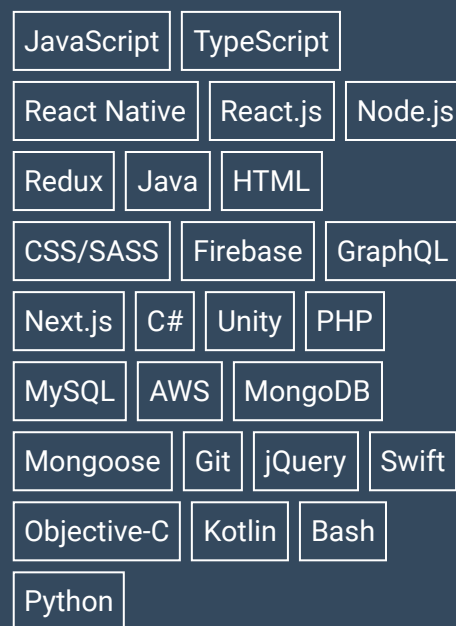 JavaScript TypeScript
React Native React.js Node.js
Redux Java HTML
CSS/SASS Firebase GraphQL
Next.js C# Unity PHP
MySQL AWS MongoDB
Mongoose Git jQuery Swift
Objective-C Kotlin Bash
Python